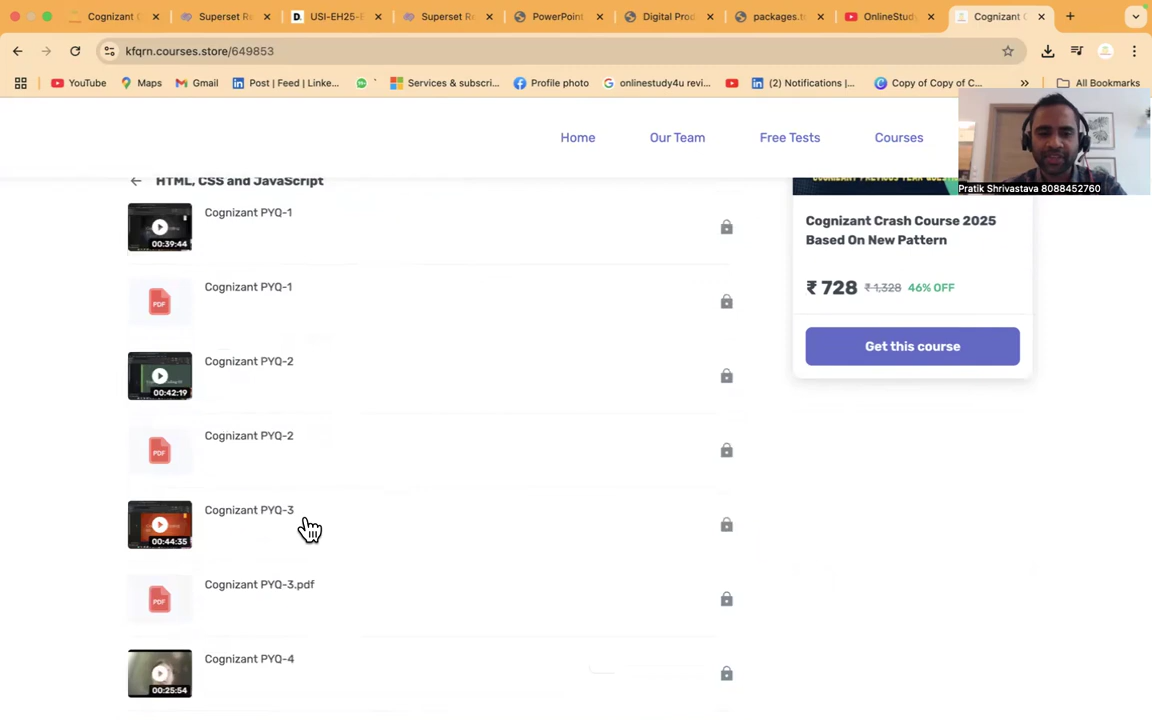 Cognizant C
Superset R
USI-EH25-E
Superset R
PowerPoint
Digital Prod
packages.to
OnlineStudy
Cognizant C
kfqrn.courses.store/649853
YouTube
Maps
Gmail
Post | Feed | Linke...
Services & subscri...
Profile photo
onlinestudy4u revi...
(2) Notifications |...
Copy of Copy of C...
All Bookmarks
Home
Our Team
Free Tests
Courses
Pratik Shrivastava 8088452760
HTML, CSS and JavaScript
Cognizant PYQ-1
00:39:44
PDF
Cognizant PYQ-1
Cognizant PYQ-2
00:42:19
PDF
Cognizant PYQ-2
Cognizant PYQ-3
00:44:35
PDF
Cognizant PYQ-3.pdf
Cognizant PYQ-4
00:25:54
Cognizant Crash Course 2025
Based On New Pattern
₹ 728 ₹ 1,328 46% OFF
Get this course